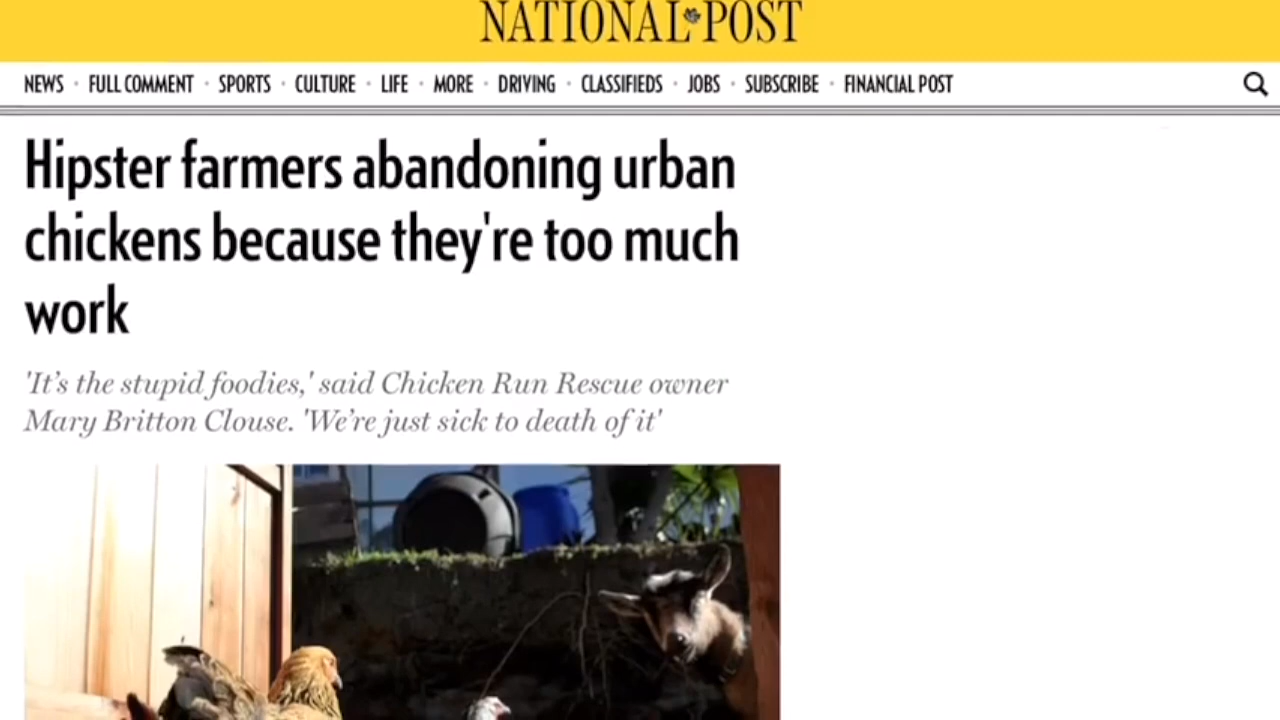 NATIONAL POST
NEWS • FULL COMMENT • SPORTS • CULTURE • LIFE • MORE • DRIVING • CLASSIFIEDS • JOBS • SUBSCRIBE • FINANCIAL POST
Hipster farmers abandoning urban
chickens because they're too much
work
'It’s the stupid foodies,' said Chicken Run Rescue owner
Mary Britton Clouse. 'We’re just sick to death of it'